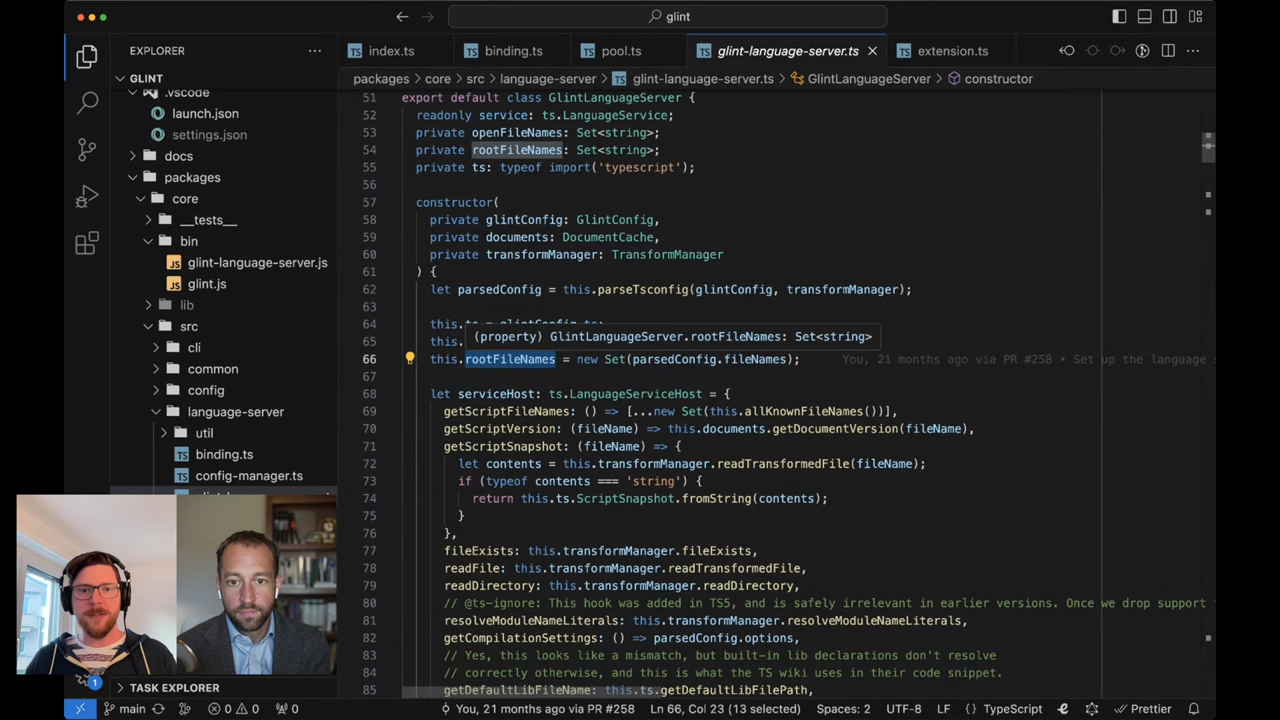 glint
EXPLORER
index.ts
binding.ts
pool.ts
glint-language-server.ts
extension.ts
GLINT
packages > core > src > language-server > glint-language-server.ts > GlintLanguageServer > constructor
.vscode
launch.json
settings.json
docs
packages
core
__tests__
bin
glint-language-server.js
glint.js
lib
src
cli
common
config
language-server
util
binding.ts
config-manager.ts
TASK EXPLORER
51 export default class GlintLanguageServer {
52 readonly service: ts.LanguageService;
53 private openFileNames: Set<string>;
54 private rootFileNames: Set<string>;
55 private ts: typeof import('typescript');
56
57 constructor(
58 private glintConfig: GlintConfig,
59 private documents: DocumentCache,
60 private transformManager: TransformManager
61 ) {
62 let parsedConfig = this.parseTsconfig(glintConfig, transformManager);
63
64 this.ts = glintConfig.ts;
(property) GlintLanguageServer.rootFileNames: Set<string>
65 this.
66 this.rootFileNames = new Set(parsedConfig.fileNames); You, 21 months ago via PR #258 • Set up the language s
67
68 let serviceHost: ts.LanguageServiceHost = {
69 getScriptFileNames: () => [...new Set(this.allKnownFileNames())],
70 getScriptVersion: (fileName) => this.documents.getDocumentVersion(fileName),
71 getScriptSnapshot: (fileName) => {
72 let contents = this.transformManager.readTransformedFile(fileName);
73 if (typeof contents === 'string') {
74 return this.ts.ScriptSnapshot.fromString(contents);
75 }
76 },
77 fileExists: this.transformManager.fileExists,
78 readFile: this.transformManager.readTransformedFile,
79 readDirectory: this.transformManager.readDirectory,
80 // @ts-ignore: This hook was added in TS5, and is safely irrelevant in earlier versions. Once we drop support
81 resolveModuleNameLiterals: this.transformManager.resolveModuleNameLiterals,
82 getCompilationSettings: () => parsedConfig.options,
83 // Yes, this looks like a mismatch, but built-in lib declarations don't resolve
84 // correctly otherwise, and this is what the TS wiki uses in their code snippet.
85 getDefaultLibFileName: this.ts.getDefaultLibFilePath,
1
main 0 0 0 You, 21 months ago via PR #258 Ln 66, Col 23 (13 selected) Spaces: 2 UTF-8 LF {} TypeScript Prettier